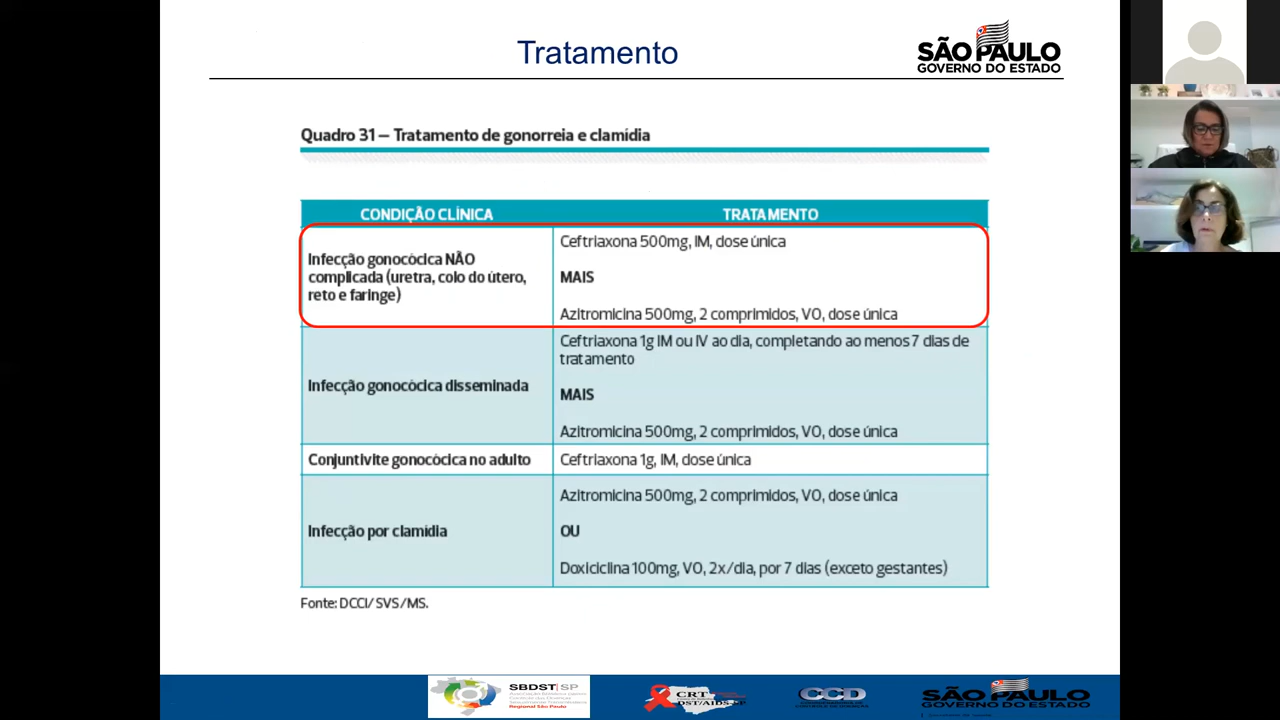 Tratamento
SÃO PAULO
GOVERNO DO ESTADO
Quadro 31 – Tratamento de gonorreia e clamídia
CONDIÇÃO CLÍNICA
TRATAMENTO
Infecção gonocócica NÃO
complicada (uretra, colo do útero,
reto e faringe)
Ceftriaxona 500mg, IM, dose única
MAIS
Azitromicina 500mg, 2 comprimidos, VO, dose única
Infecção gonocócica disseminada
Ceftriaxona 1g IM ou IV ao dia, completando ao menos 7 dias de
tratamento
MAIS
Azitromicina 500mg, 2 comprimidos, VO, dose única
Conjuntivite gonocócica no adulto
Ceftriaxona 1g, IM, dose única
Infecção por clamídia
Azitromicina 500mg, 2 comprimidos, VO, dose única
OU
Doxiciclina 100mg, VO, 2x/dia, por 7 dias (exceto gestantes)
Fonte: DCCI/SVS/MS.
SBDST SP
Regional São Paulo
CRT
DST/AIDS-SP
CCD
SÃO PAULO
GOVERNO DO ESTADO